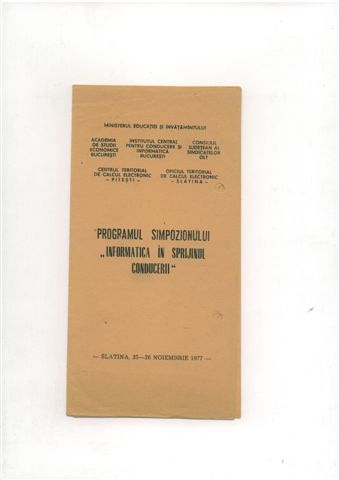 MINISTERUL EDUCAȚIEI ȘI ÎNVĂȚĂMÎNTULUI
ACADEMIA
DE STUDII
ECONOMICE
BUCUREȘTI
INSTITUTUL CENTRAL
PENTRU CONDUCERE ȘI
INFORMATICĂ
BUCUREȘTI
CONSILIUL
JUDEȚEAN AL
SINDICATELOR
OLT
CENTRUL TERITORIAL
DE CALCUL ELECTRONIC
— PITEȘTI —
OFICIUL TERITORIAL
DE CALCUL ELECTRONIC
— SLATINA —
PROGRAMUL SIMPOZIONULUI
„INFORMATICA ÎN SPRIJINUL
CONDUCERII“
— SLATINA, 25—26 NOIEMBRIE 1977 —